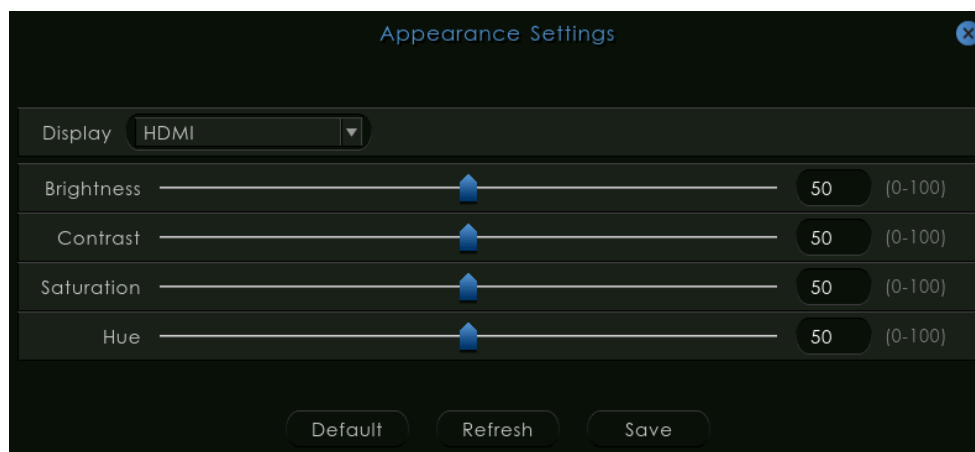 Appearance Settings
Display HDMI
Brightness 50 (0-100)
Contrast 50 (0-100)
Saturation 50 (0-100)
Hue 50 (0-100)
Default Refresh Save